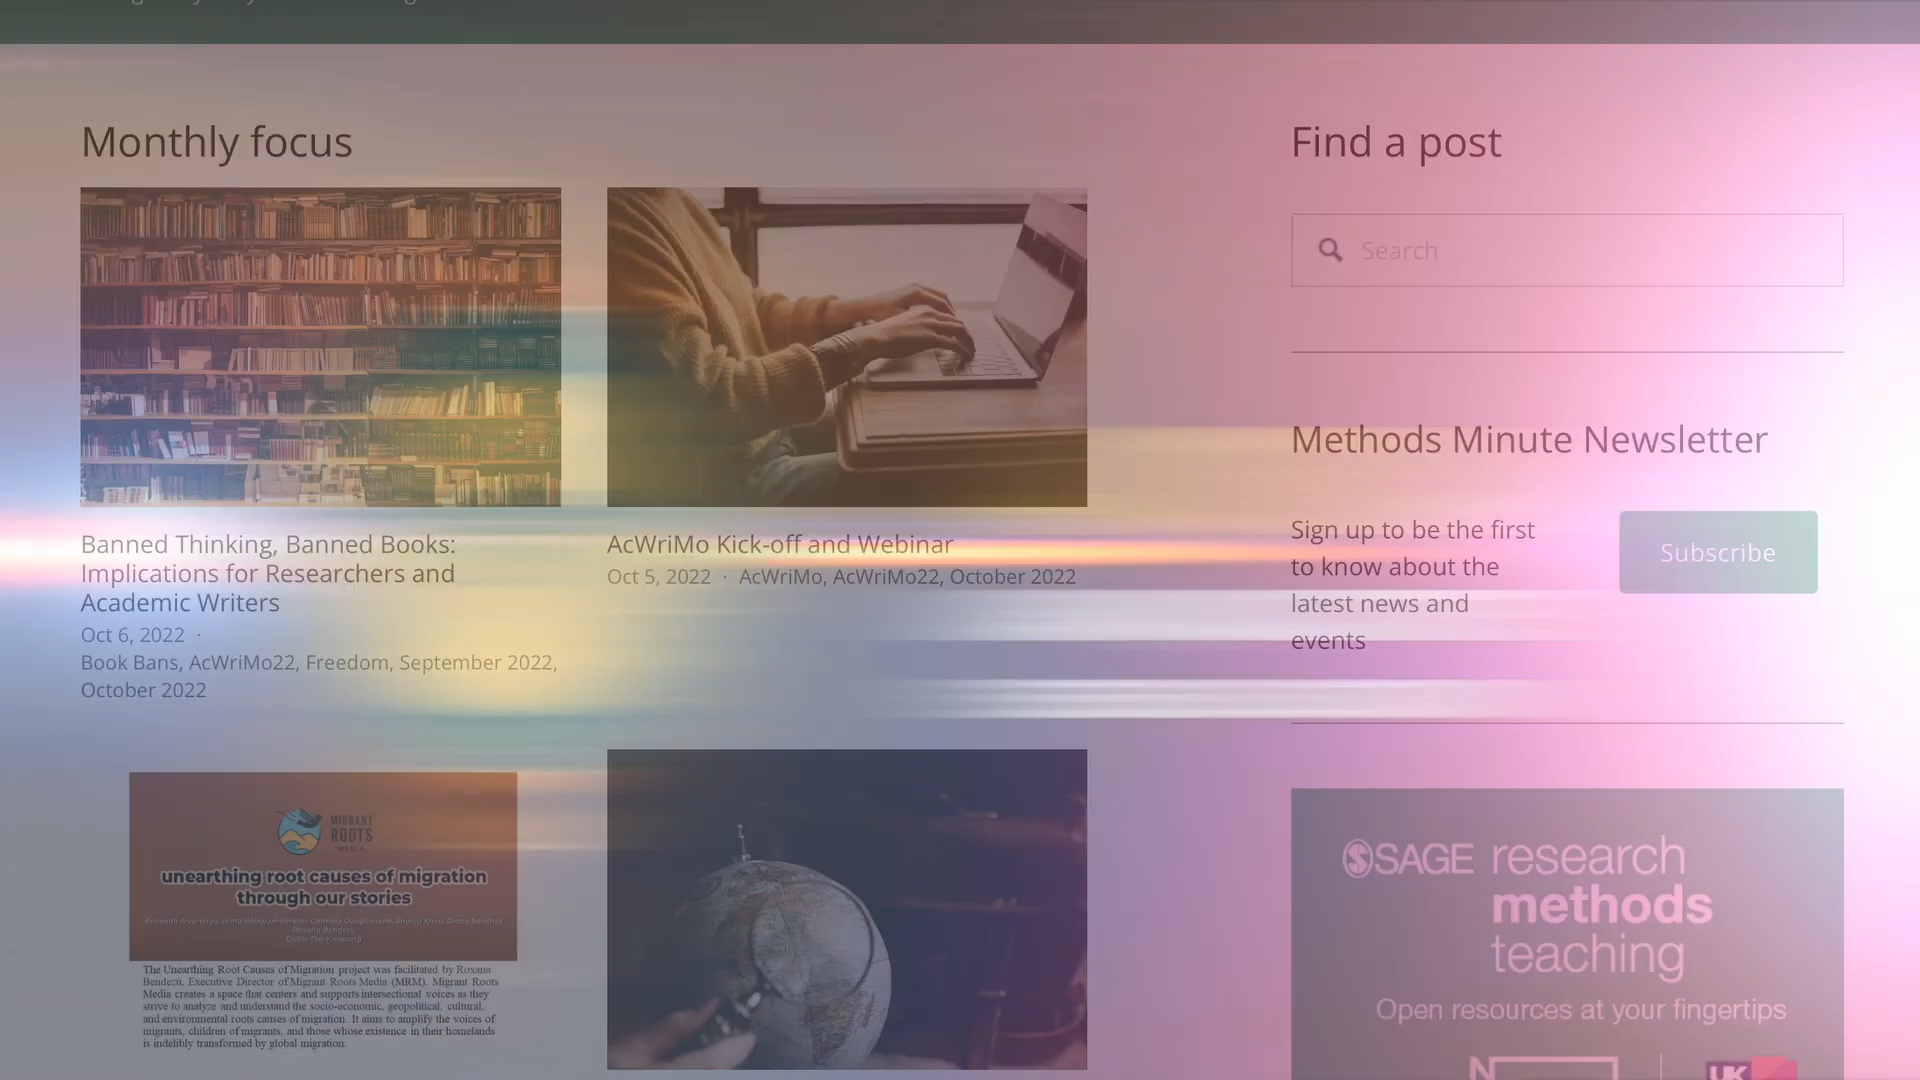 Monthly focus
Find a post
Search
Banned Thinking, Banned Books:
Implications for Researchers and
Academic Writers
Oct 6, 2022 ·
Book Bans, AcWriMo22, Freedom, September 2022,
October 2022
AcWriMo Kick-off and Webinar
Oct 5, 2022 · AcWriMo, AcWriMo22, October 2022
Methods Minute Newsletter
Sign up to be the first
to know about the
latest news and
events
Subscribe
MIGRANT
ROOTS
MEDIA
unearthing root causes of migration
through our stories
The Unearthing Root Causes of Migration project was facilitated by Roxana
Bendezú, Executive Director of Migrant Roots Media (MRM). Migrant Roots
Media creates a space that centers and supports intersectional voices as they
strive to analyze and understand the socio-economic, geopolitical, cultural,
and environmental roots causes of migration. It aims to amplify the voices of
migrants, children of migrants, and those whose existence in their homelands
is indelibly transformed by global migration.
SAGE research
methods
teaching
Open resources at your fingertips
UK